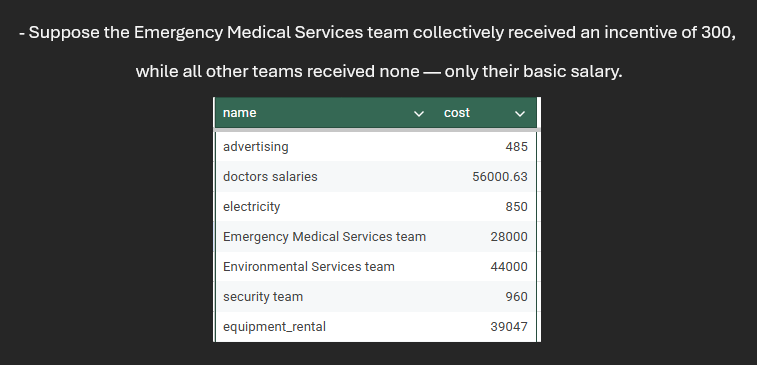 - Suppose the Emergency Medical Services team collectively received an incentive of 300,
while all other teams received none — only their basic salary.
name cost
advertising 485
doctors salaries 56000.63
electricity 850
Emergency Medical Services team 28000
Environmental Services team 44000
security team 960
equipment_rental 39047